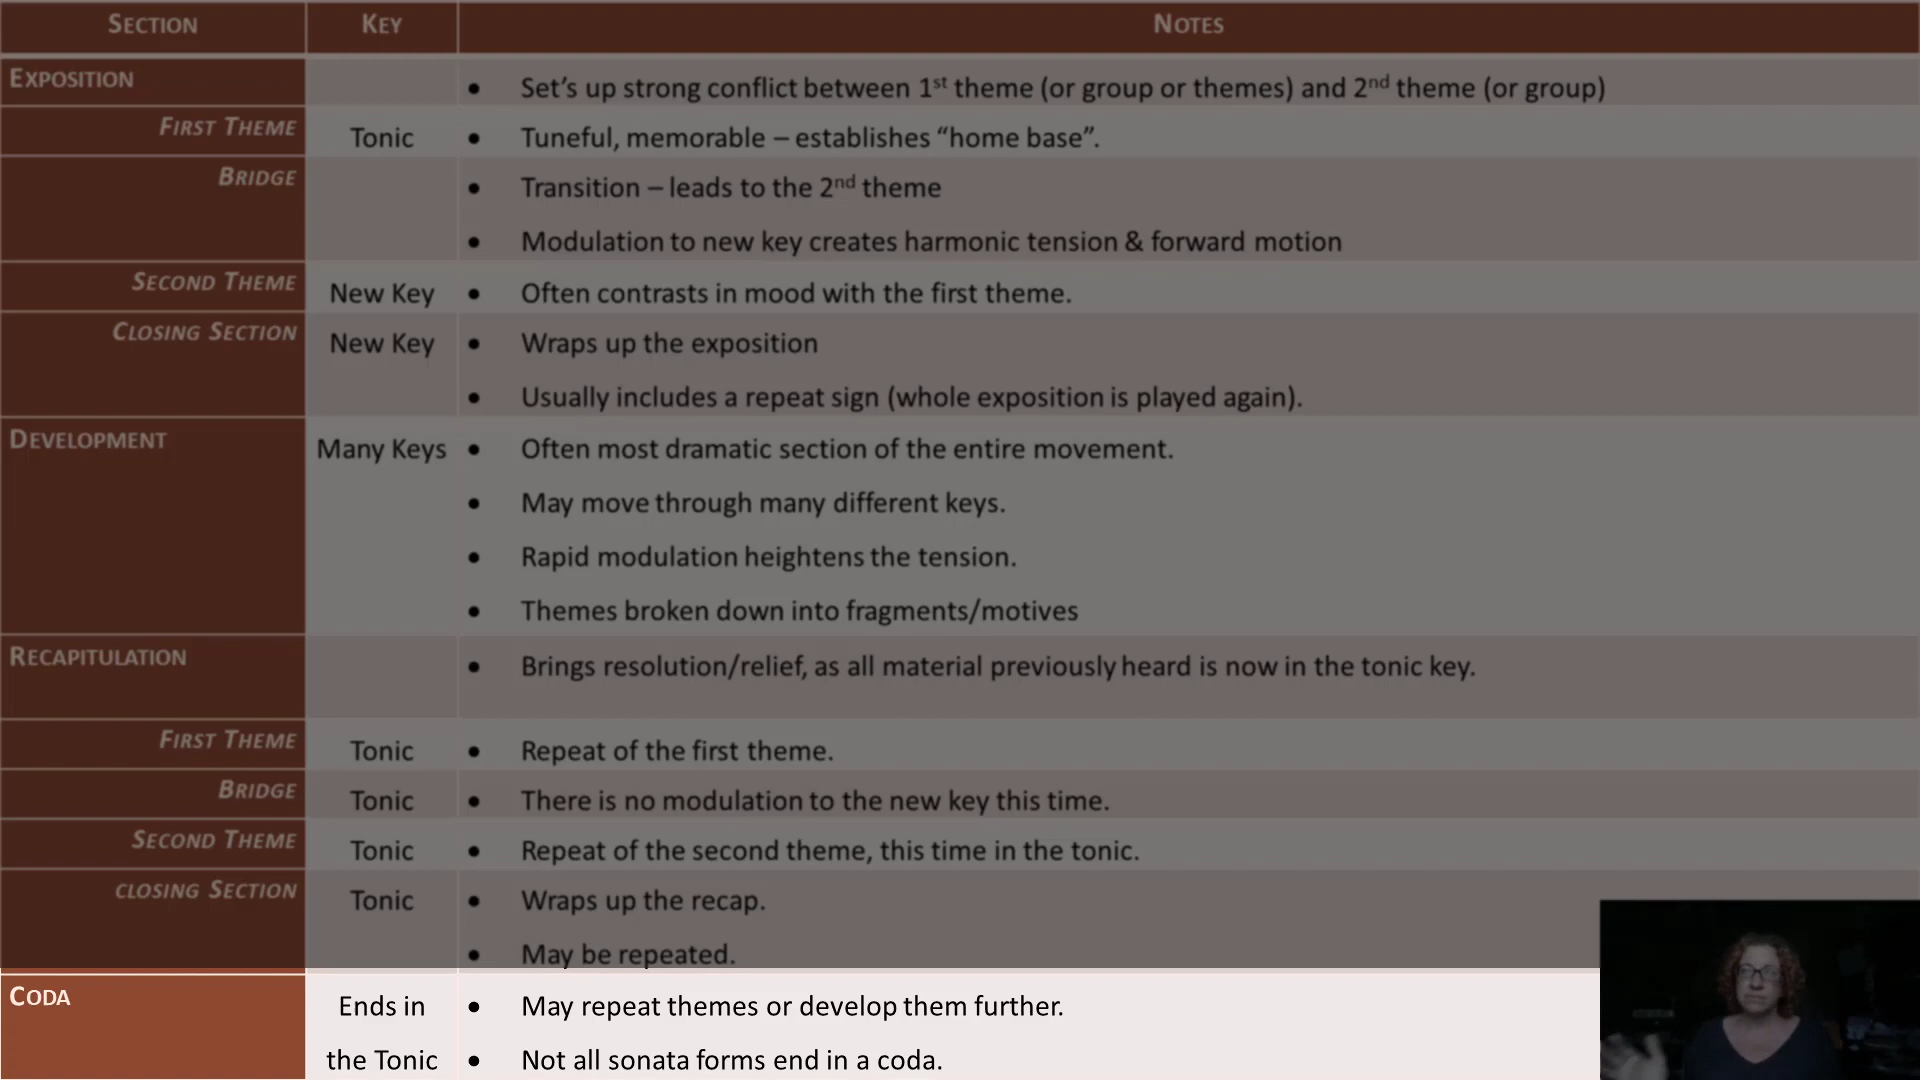 SECTION KEY NOTES
EXPOSITION • Set’s up strong conflict between 1st theme (or group or themes) and 2nd theme (or group)
FIRST THEME Tonic • Tuneful, memorable – establishes “home base”.
BRIDGE • Transition – leads to the 2nd theme
• Modulation to new key creates harmonic tension & forward motion
SECOND THEME New Key • Often contrasts in mood with the first theme.
CLOSING SECTION New Key • Wraps up the exposition
• Usually includes a repeat sign (whole exposition is played again).
DEVELOPMENT Many Keys • Often most dramatic section of the entire movement.
• May move through many different keys.
• Rapid modulation heightens the tension.
• Themes broken down into fragments/motives
RECAPITULATION • Brings resolution/relief, as all material previously heard is now in the tonic key.
FIRST THEME Tonic • Repeat of the first theme.
BRIDGE Tonic • There is no modulation to the new key this time.
SECOND THEME Tonic • Repeat of the second theme, this time in the tonic.
CLOSING SECTION Tonic • Wraps up the recap.
• May be repeated.
CODA Ends in • May repeat themes or develop them further.
the Tonic • Not all sonata forms end in a coda.